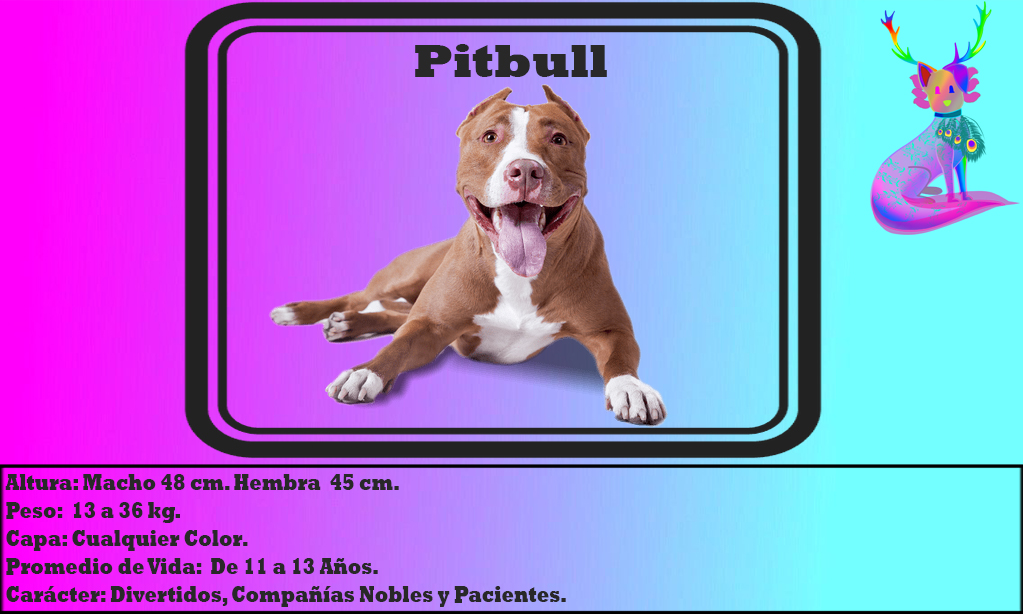 Pitbull
Altura: Macho 48 cm. Hembra 45 cm.
Peso: 13 a 36 kg.
Capa: Cualquier Color.
Promedio de Vida: De 11 a 13 Años.
Carácter: Divertidos, Compañías Nobles y Pacientes.